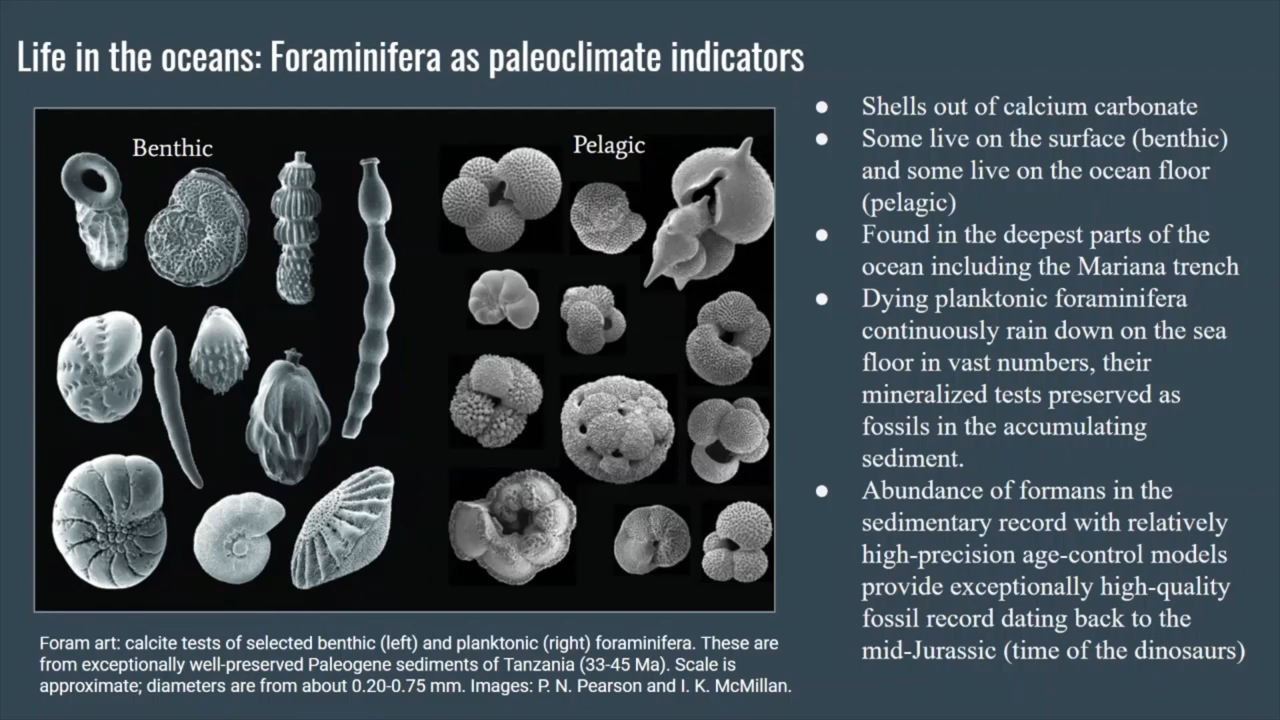 Life in the oceans: Foraminifera as paleoclimate indicators
Benthic
Pelagic
Foram art: calcite tests of selected benthic (left) and planktonic (right) foraminifera. These are
from exceptionally well-preserved Paleogene sediments of Tanzania (33-45 Ma). Scale is
approximate; diameters are from about 0.20-0.75 mm. Images: P. N. Pearson and I. K. McMillan.
● Shells out of calcium carbonate
● Some live on the surface (benthic)
and some live on the ocean floor
(pelagic)
● Found in the deepest parts of the
ocean including the Mariana trench
● Dying planktonic foraminifera
continuously rain down on the sea
floor in vast numbers, their
mineralized tests preserved as
fossils in the accumulating
sediment.
● Abundance of formans in the
sedimentary record with relatively
high-precision age-control models
provide exceptionally high-quality
fossil record dating back to the
mid-Jurassic (time of the dinosaurs)